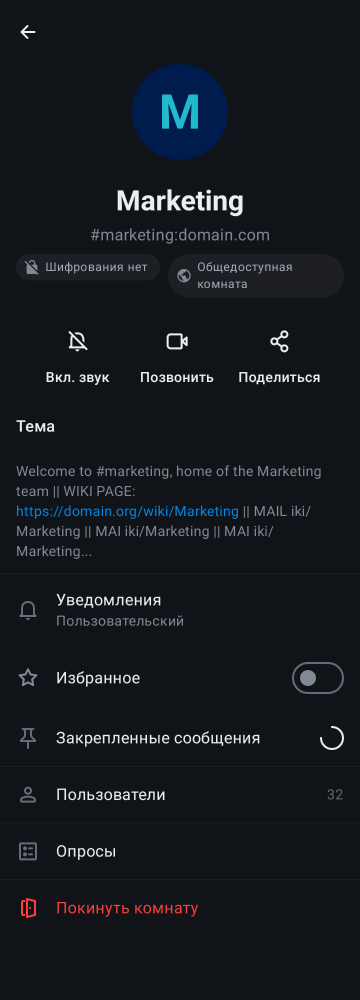 M
Marketing
#marketing:domain.com
Шифрования нет
Общедоступная
комната
Вкл. звук
Позвонить
Поделиться
Тема
Welcome to #marketing, home of the Marketing
team || WIKI PAGE:
https://domain.org/wiki/Marketing || MAIL iki/
Marketing || MAI iki/Marketing || MAI iki/
Marketing...
Уведомления
Пользовательский
Избранное
Закрепленные сообщения
Пользователи 32
Опросы
Покинуть комнату